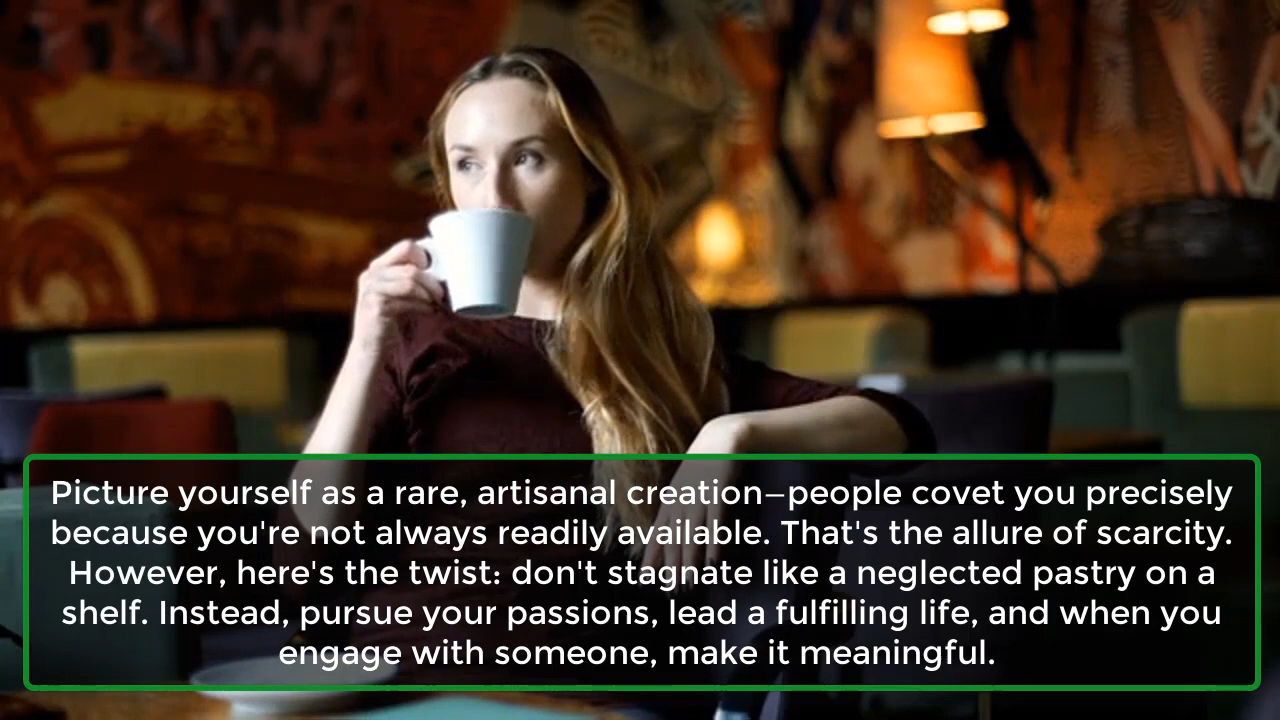 Picture yourself as a rare, artisanal creation—people covet you precisely
because you're not always readily available. That's the allure of scarcity.
However, here's the twist: don't stagnate like a neglected pastry on a
shelf. Instead, pursue your passions, lead a fulfilling life, and when you
engage with someone, make it meaningful.